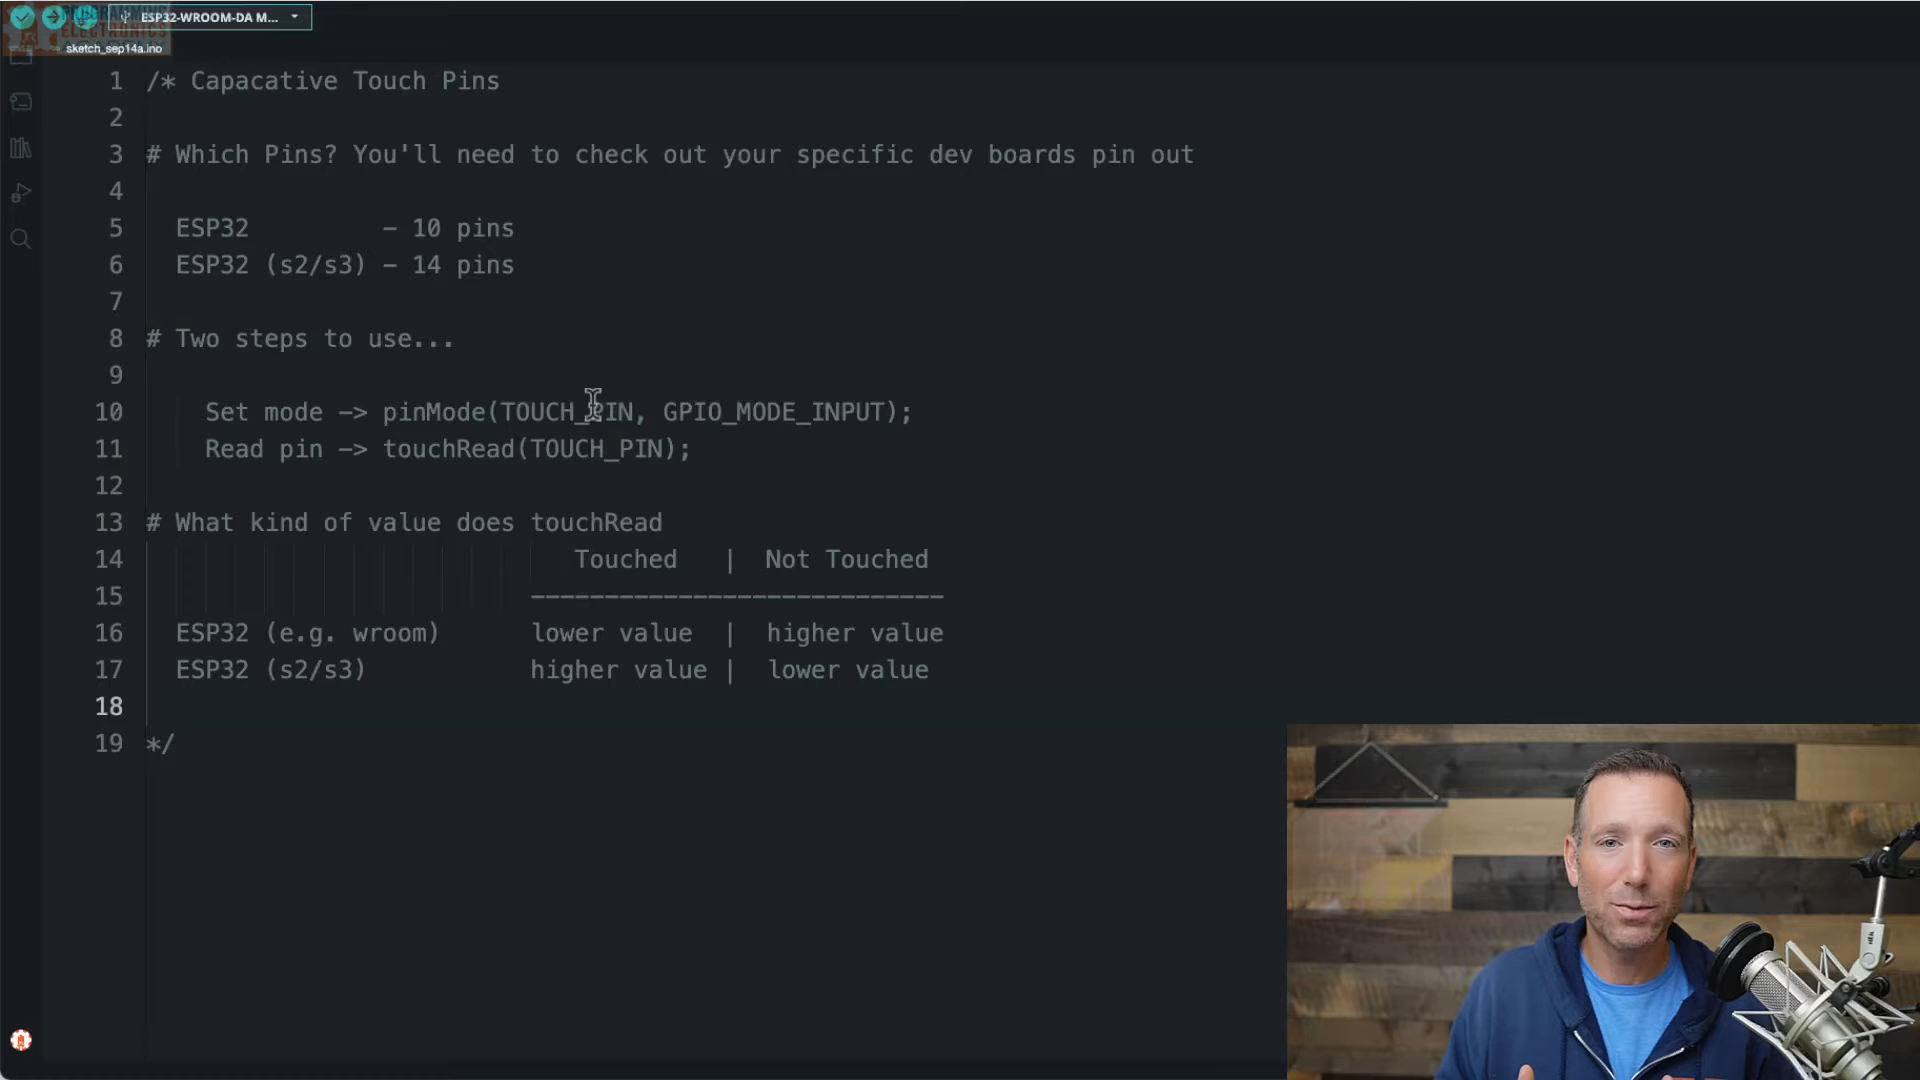 ESP32-WROOM-DA M...
PROGRAMMING
ELECTRONICS
ACADEMY
sketch_sep14a.ino
1 /* Capacative Touch Pins
2
3 # Which Pins? You'll need to check out your specific dev boards pin out
4
5 ESP32 – 10 pins
6 ESP32 (s2/s3) – 14 pins
7
8 # Two steps to use...
9
10 Set mode –> pinMode(TOUCH_PIN, GPIO_MODE_INPUT);
11 Read pin –> touchRead(TOUCH_PIN);
12
13 # What kind of value does touchRead
14 Touched | Not Touched
15 ----------------------------
16 ESP32 (e.g. wroom) lower value | higher value
17 ESP32 (s2/s3) higher value | lower value
18
19 */